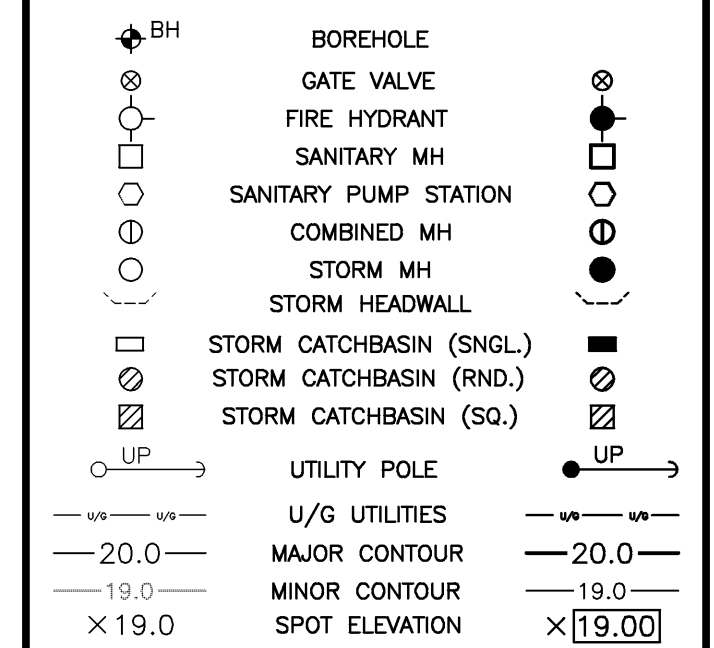 BH BOREHOLE
GATE VALVE
FIRE HYDRANT
SANITARY MH
SANITARY PUMP STATION
COMBINED MH
STORM MH
STORM HEADWALL
STORM CATCHBASIN (SNGL.)
STORM CATCHBASIN (RND.)
STORM CATCHBASIN (SQ.)
UP UTILITY POLE UP
U/G U/G U/G UTILITIES U/G U/G
20.0 MAJOR CONTOUR 20.0
19.0 MINOR CONTOUR 19.0
×19.0 SPOT ELEVATION ×19.00